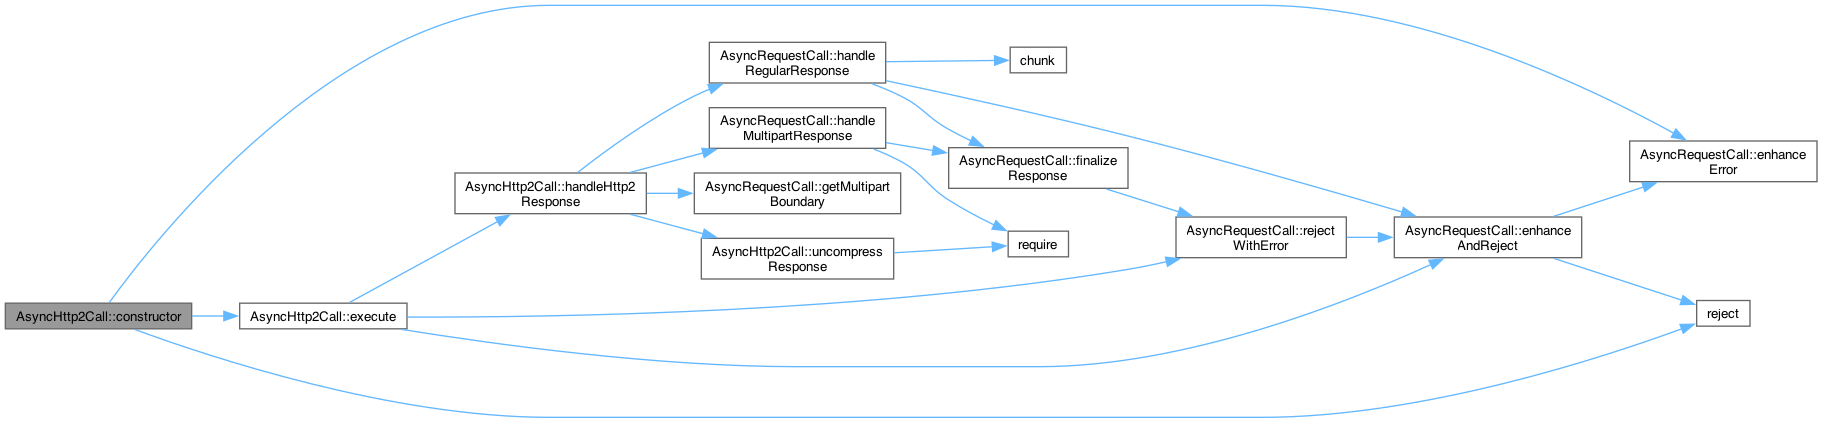 AsyncHttp2Call::constructor
AsyncHttp2Call::execute
AsyncHttp2Call::handleHttp2
Response
AsyncRequestCall::handle
RegularResponse
AsyncRequestCall::handle
MultipartResponse
AsyncRequestCall::getMultipart
Boundary
AsyncHttp2Call::uncompress
Response
chunk
AsyncRequestCall::finalize
Response
require
AsyncRequestCall::reject
WithError
AsyncRequestCall::enhance
AndReject
AsyncRequestCall::enhance
Error
reject